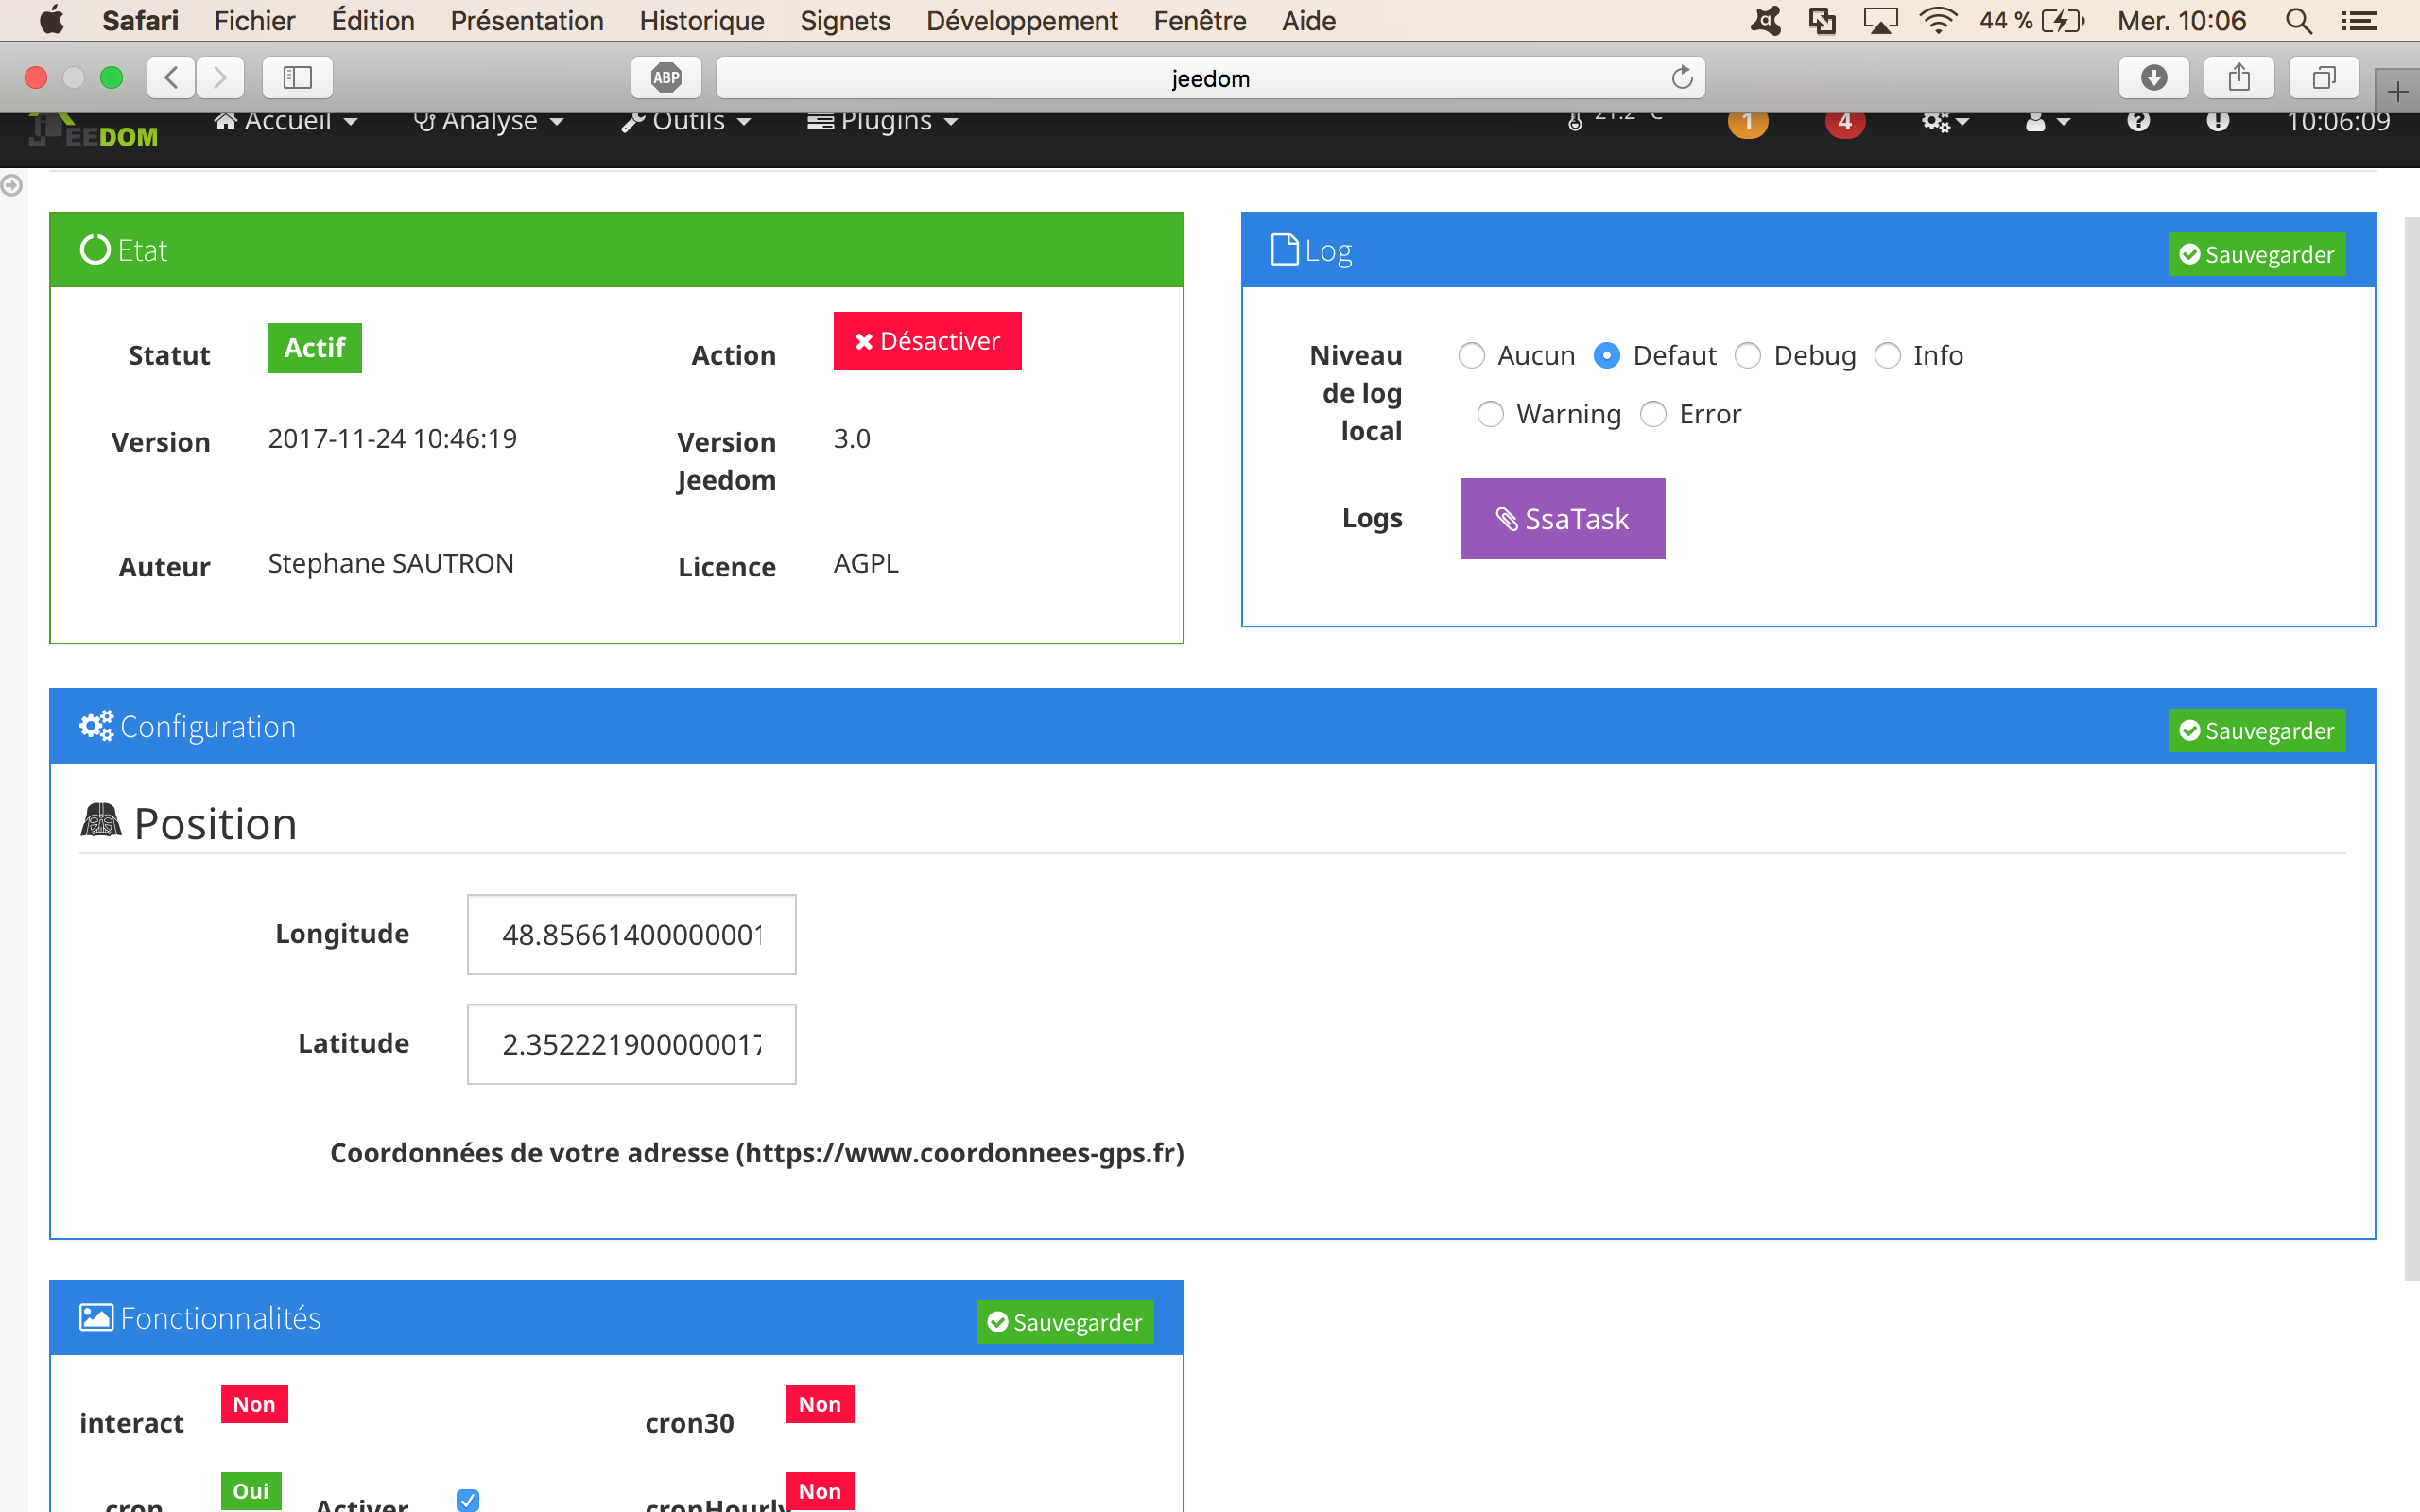 Safari Fichier Édition Présentation Historique Signets Développement Fenêtre Aide 44 % Mer. 10:06
ABP jeedom
JEEDOM Accueil Analyse Outils Plugins 21.2 °C 1 4 10:06:09
Etat
Statut Actif Action Désactiver
Version 2017-11-24 10:46:19 Version Jeedom 3.0
Auteur Stephane SAUTRON Licence AGPL
Log Sauvegarder
Niveau de log local Aucun Defaut Debug Info
Warning Error
Logs SsaTask
Configuration Sauvegarder
Position
Longitude 48.85661400000001
Latitude 2.352221900000017
Coordonnées de votre adresse (https://www.coordonnees-gps.fr)
Fonctionnalités Sauvegarder
interact Non cron30 Non
cron Oui Activer cronHourly Non